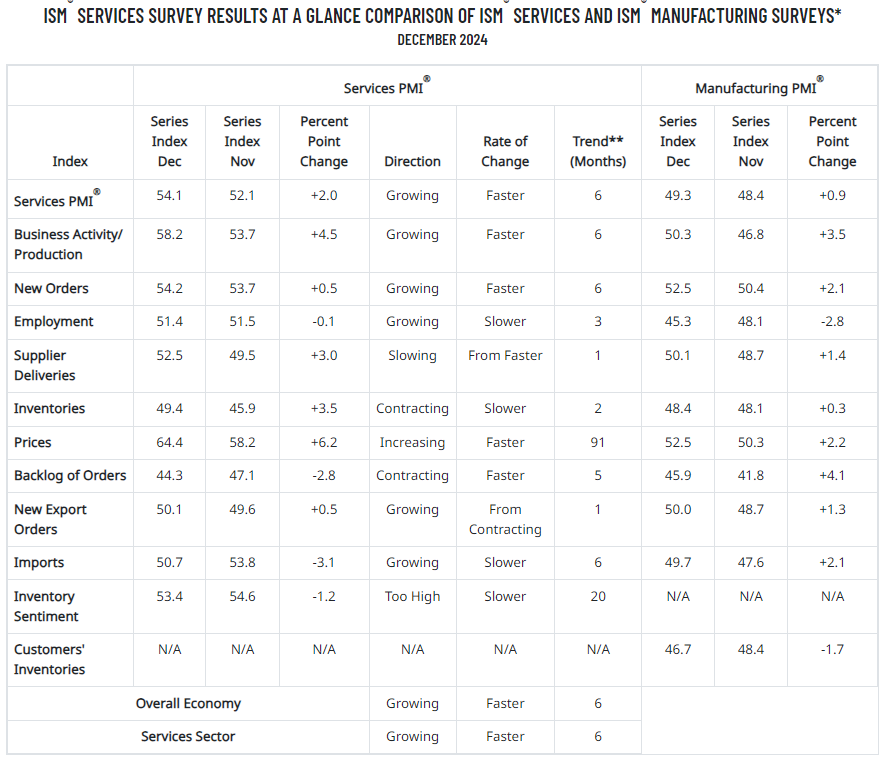 ISM® SERVICES SURVEY RESULTS AT A GLANCE COMPARISON OF ISM® SERVICES AND ISM® MANUFACTURING SURVEYS*
DECEMBER 2024
Services PMI® Manufacturing PMI®
Index Series Index Dec Series Index Nov Percent Point Change Direction Rate of Change Trend** (Months) Series Index Dec Series Index Nov Percent Point Change
Services PMI® 54.1 52.1 +2.0 Growing Faster 6 49.3 48.4 +0.9
Business Activity/ Production 58.2 53.7 +4.5 Growing Faster 6 50.3 46.8 +3.5
New Orders 54.2 53.7 +0.5 Growing Faster 6 52.5 50.4 +2.1
Employment 51.4 51.5 -0.1 Growing Slower 3 45.3 48.1 -2.8
Supplier Deliveries 52.5 49.5 +3.0 Slowing From Faster 1 50.1 48.7 +1.4
Inventories 49.4 45.9 +3.5 Contracting Slower 2 48.4 48.1 +0.3
Prices 64.4 58.2 +6.2 Increasing Faster 91 52.5 50.3 +2.2
Backlog of Orders 44.3 47.1 -2.8 Contracting Faster 5 45.9 41.8 +4.1
New Export Orders 50.1 49.6 +0.5 Growing From Contracting 1 50.0 48.7 +1.3
Imports 50.7 53.8 -3.1 Growing Slower 6 49.7 47.6 +2.1
Inventory Sentiment 53.4 54.6 -1.2 Too High Slower 20 N/A N/A N/A
Customers' Inventories N/A N/A N/A N/A N/A N/A 46.7 48.4 -1.7
Overall Economy Growing Faster 6
Services Sector Growing Faster 6